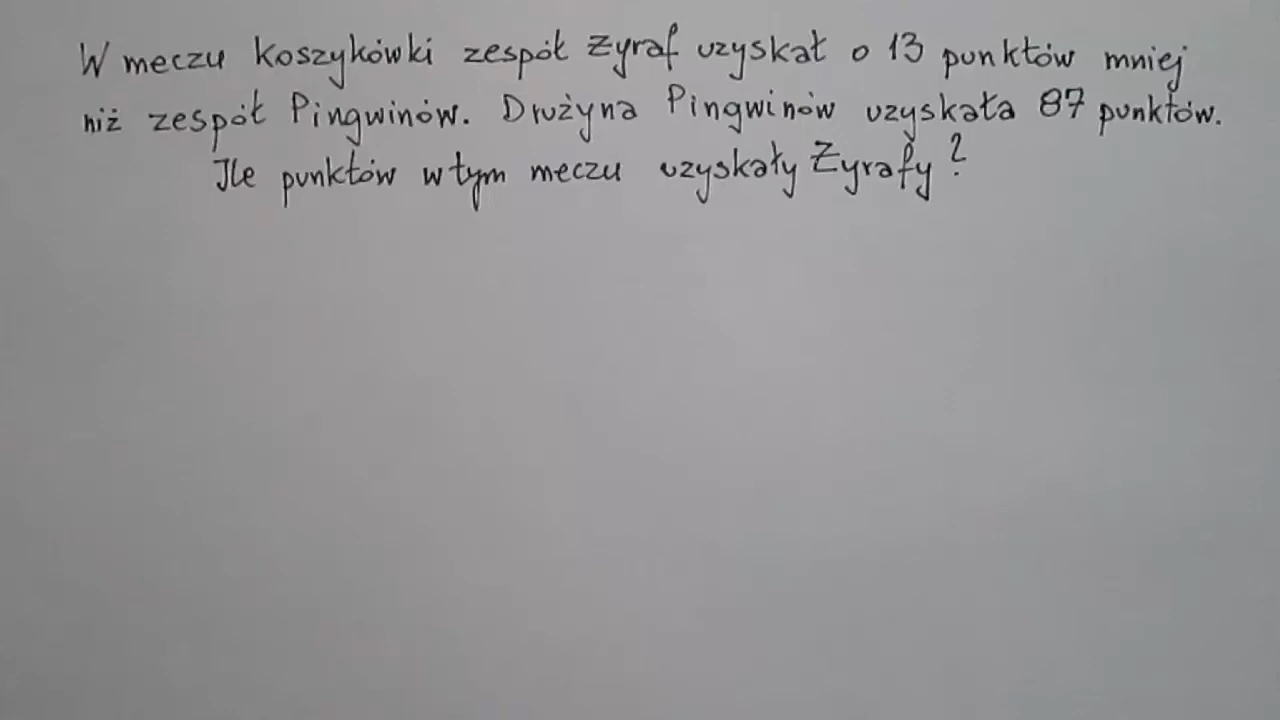 W meczu koszykówki zespół Żyraf uzyskał o 13 punktów mniej
niż zespół Pingwinów. Drużyna Pingwinów uzyskała 87 punktów.
Ile punktów w tym meczu uzyskały Żyrafy?